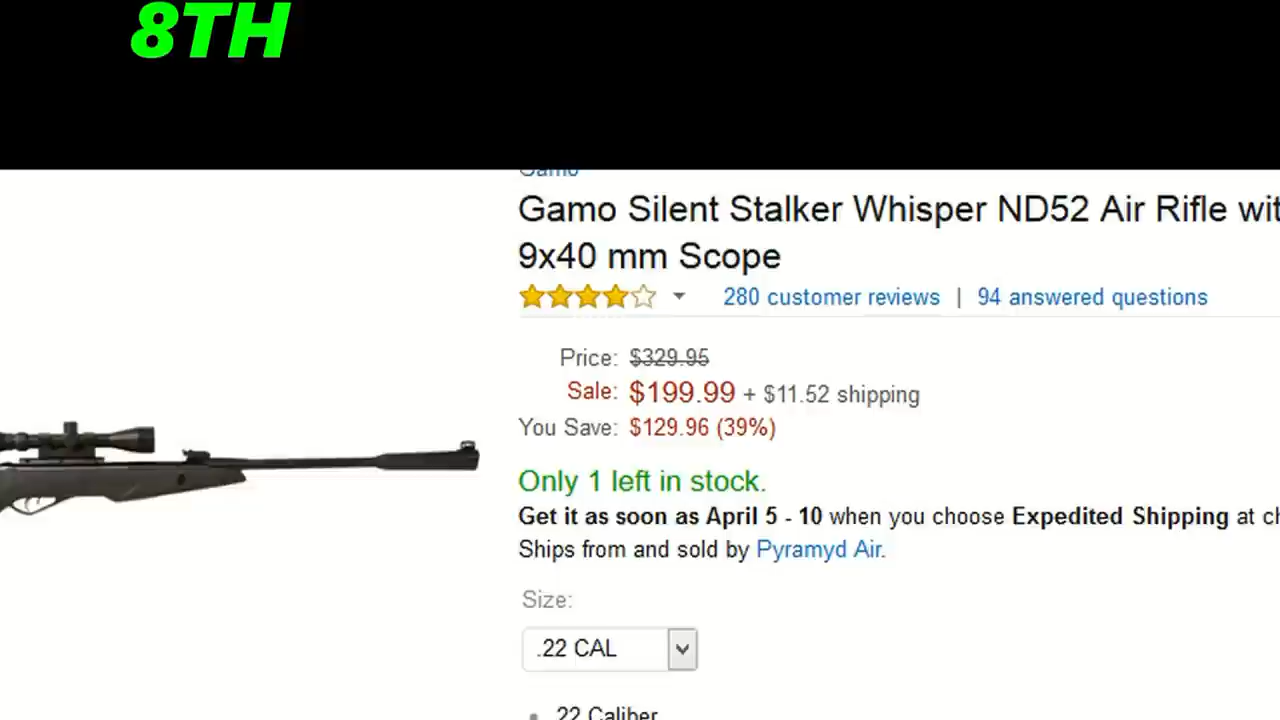 8TH
Gamo
Gamo Silent Stalker Whisper ND52 Air Rifle wit
9x40 mm Scope
280 customer reviews | 94 answered questions
Price: $329.95
Sale: $199.99 + $11.52 shipping
You Save: $129.96 (39%)
Only 1 left in stock.
Get it as soon as April 5 - 10 when you choose Expedited Shipping at ch
Ships from and sold by Pyramyd Air.
Size:
.22 CAL
22 Caliber